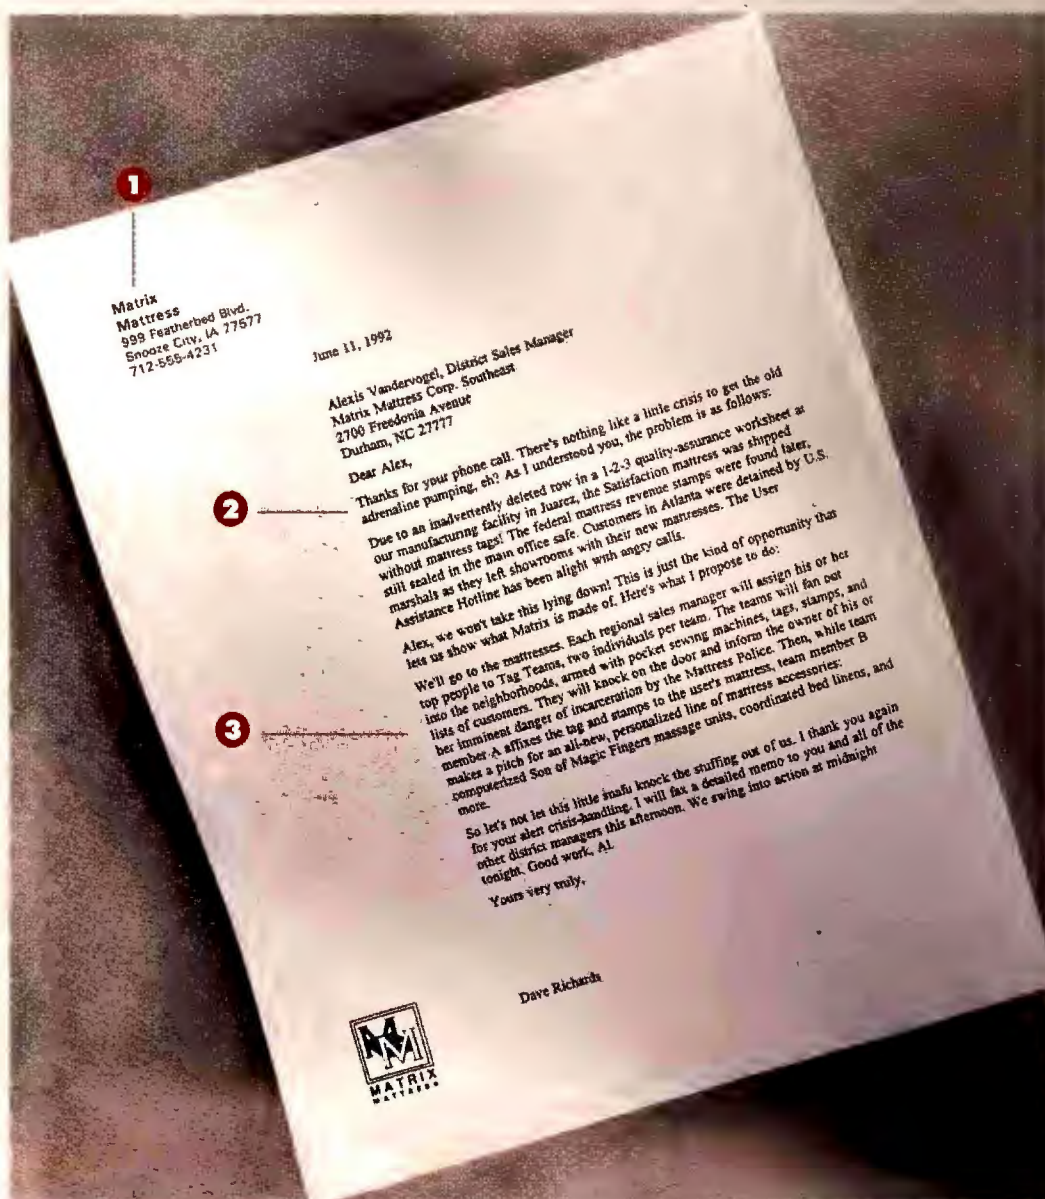 1
Matrix
Mattress
999 Featherbed Blvd.
Snooze City, IA 77577
712-555-4231
June 11, 1992
Alexis Vandervogel, District Sales Manager
Matrix Mattress Corp. Southeast
2700 Freedonia Avenue
Durham, NC 27777
Dear Alex,
2
Thanks for your phone call. There's nothing like a little crisis to get the old
adrenaline pumping, eh? As I understood you, the problem is as follows:
Due to an inadvertently deleted row in a 1-2-3 quality-assurance worksheet at
our manufacturing facility in Juarez, the Satisfaction mattress was shipped
without mattress tags! The federal mattress revenue stamps were found later,
still sealed in the main office safe. Customers in Atlanta were detained by U.S.
marshals as they left showrooms with their new mattresses. The User
Assistance Hotline has been alight with angry calls.
Alex, we won't take this lying down! This is just the kind of opportunity that
lets us show what Matrix is made of. Here's what I propose to do:
3
We'll go to the mattresses. Each regional sales manager will assign his or her
top people to Tag Teams, two individuals per team. The teams will fan out
into the neighborhoods, armed with pocket sewing machines, tags, stamps, and
lists of customers. They will knock on the door and inform the owner of his or
her imminent danger of incarceration by the Mattress Police. Then, while team
member A affixes the tag and stamps to the user's mattress, team member B
makes a pitch for an all-new, personalized line of mattress accessories:
computerized Son of Magic Fingers massage units, coordinated bed linens, and
more.
So let's not let this little snafu knock the stuffing out of us. I thank you again
for your alert crisis-handling. I will fax a detailed memo to you and all of the
other district managers this afternoon. We swing into action at midnight
tonight. Good work, Al.
Yours very truly,
Dave Richards
MM
MATRIX
MATTRESS